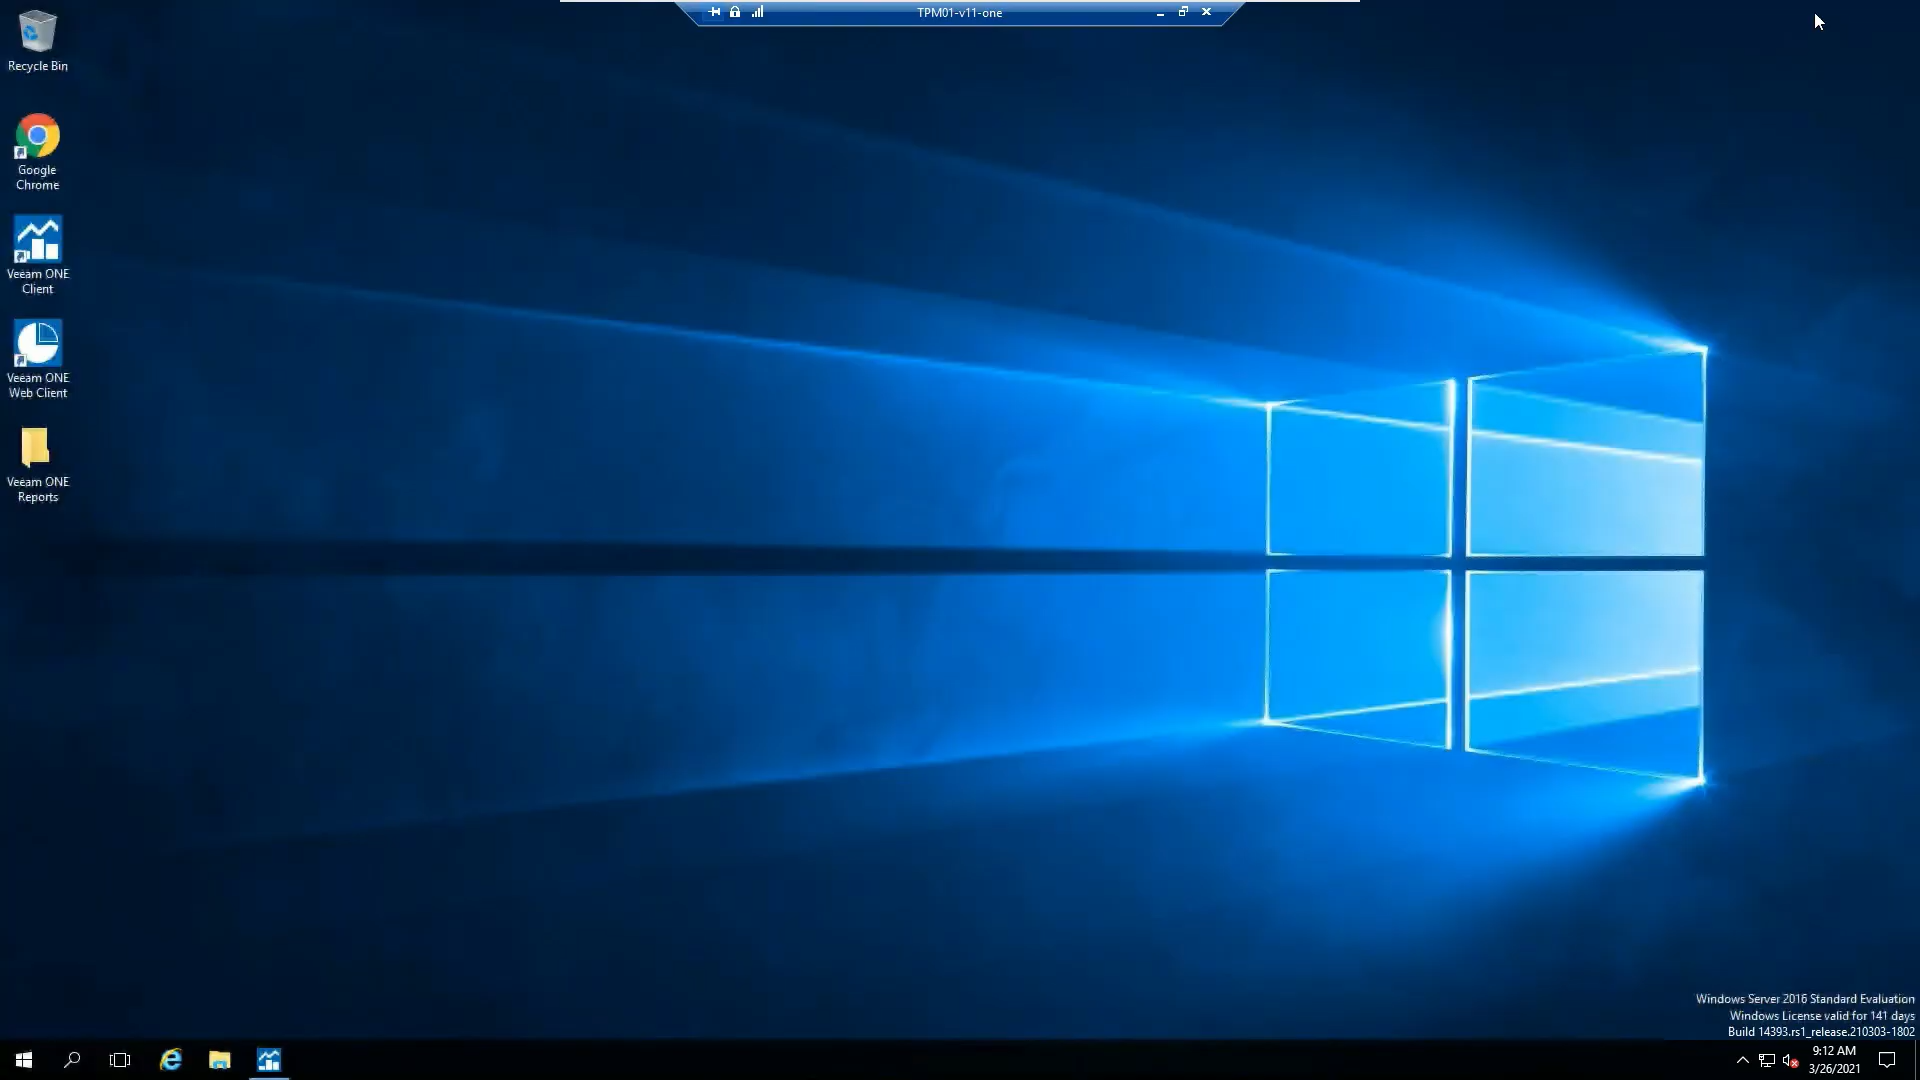 TPM01-v11-one
Recycle Bin
Google
Chrome
Veeam ONE
Client
Veeam ONE
Web Client
Veeam ONE
Reports
Windows Server 2016 Standard Evaluation
Windows License valid for 141 days
Build 14393.rs1_release.210303-1802
9:12 AM
3/26/2021